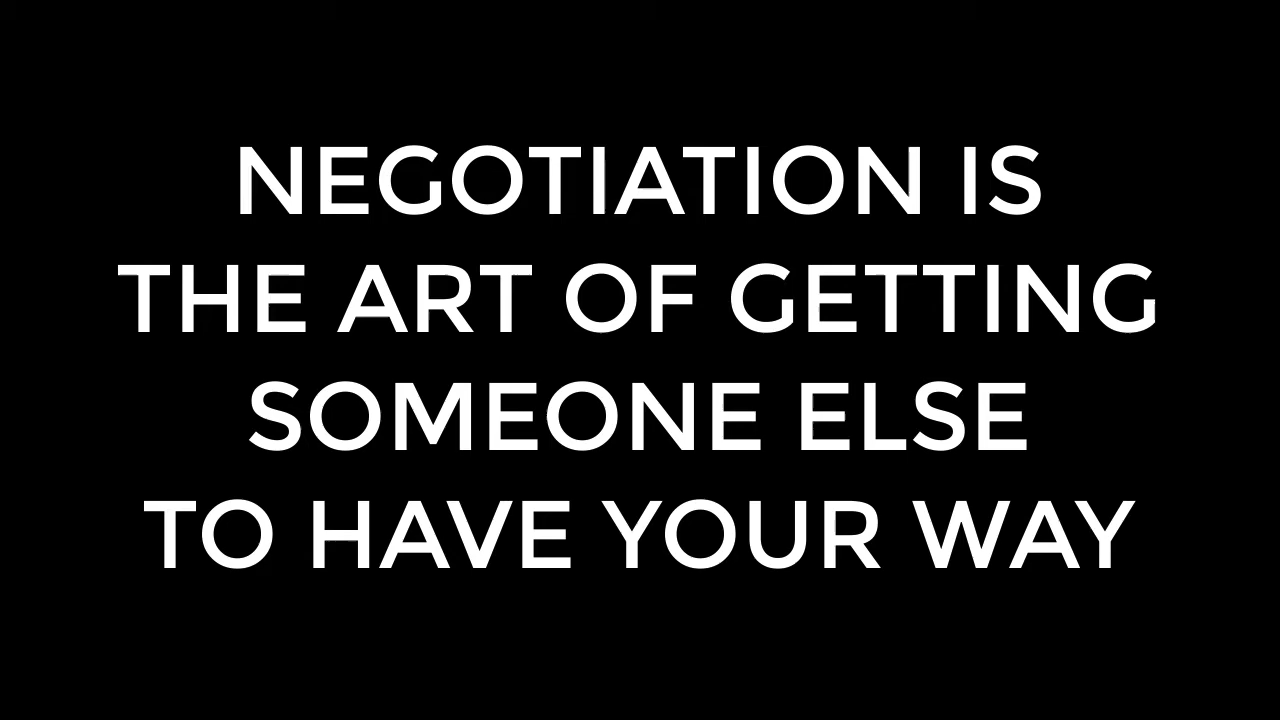 NEGOTIATION IS
THE ART OF GETTING
SOMEONE ELSE
TO HAVE YOUR WAY